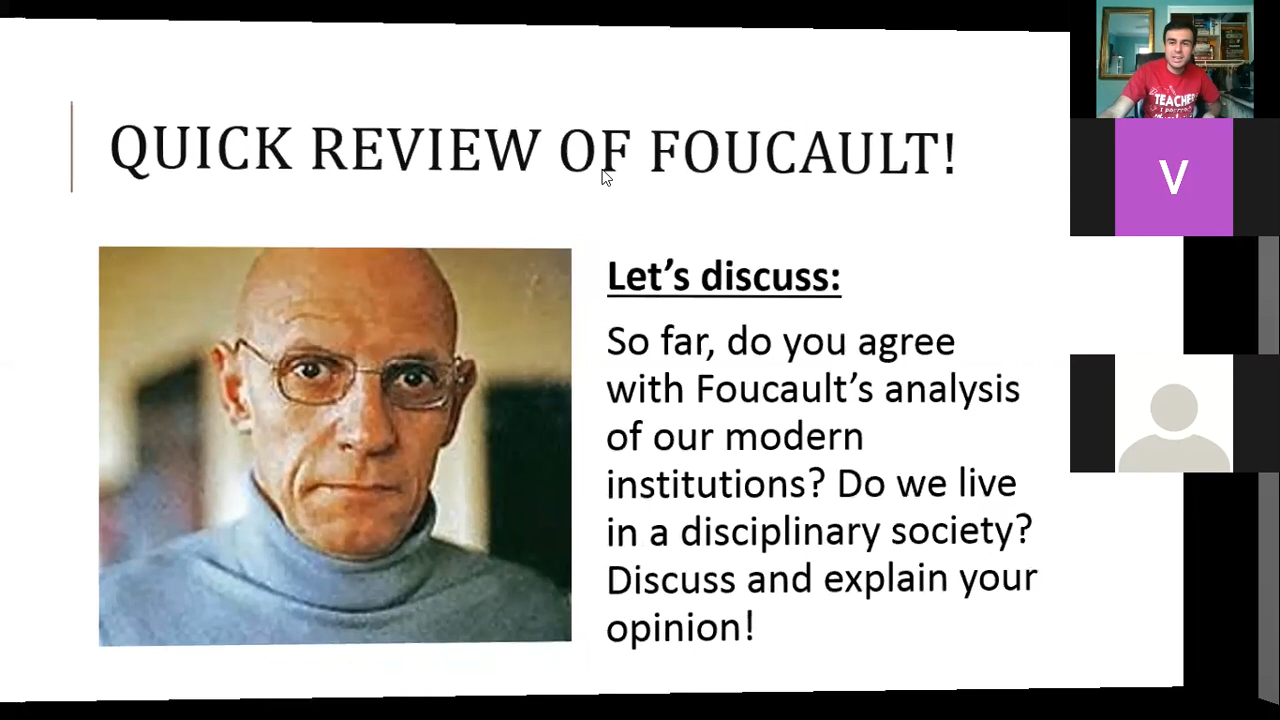 QUICK REVIEW OF FOUCAULT!
Let's discuss:
So far, do you agree
with Foucault's analysis
of our modern
institutions? Do we live
in a disciplinary society?
Discuss and explain your
opinion!
TEACHER
V